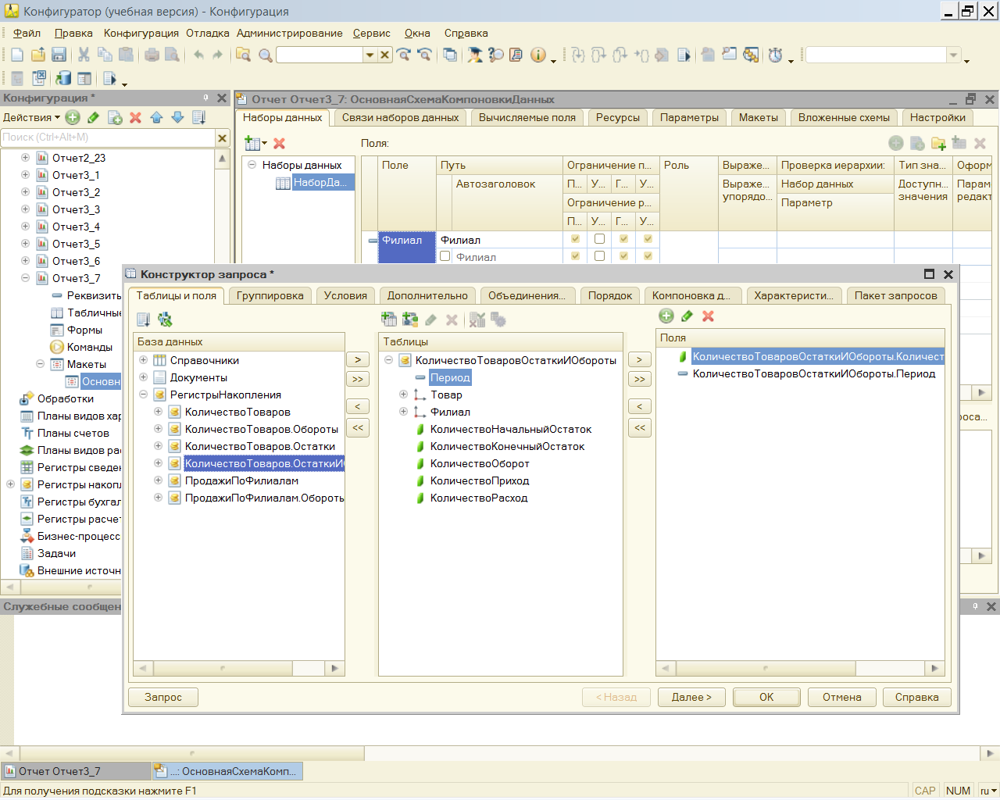 Конфигуратор (учебная версия) - Конфигурация
Файл Правка Конфигурация Отладка Администрирование Сервис Окна Справка
Конфигурация *
Действия
Поиск (Ctrl+Alt+M)
Отчет2_23
Отчет3_1
Отчет3_2
Отчет3_3
Отчет3_4
Отчет3_5
Отчет3_6
Отчет3_7
Реквизиты
Табличные
Формы
Команды
Макеты
Основн
Обработки
Планы видов хар
Планы счетов
Планы видов рас
Регистры сведен
Регистры накопл
Регистры бухгал
Регистры расчет
Бизнес-процесс
Задачи
Внешние источн
Отчет Отчет3_7: ОсновнаяСхемаКомпоновкиДанных
Наборы данных Связи наборов данных Вычисляемые поля Ресурсы Параметры Макеты Вложенные схемы Настройки
Поля:
Наборы данных
НаборДа...
Поле Путь Ограничение п... Роль Выраже... Проверка иерархии: Тип зна... Оформ
Автозаголовок П... У... Г... У... Выраже... упорядо... Набор данных Доступн... значения Парам редакт
Ограничение р... Параметр
П... У... Г... У...
Филиал Филиал
Филиал
роса...
Конструктор запроса *
Таблицы и поля Группировка Условия Дополнительно Объединения... Порядок Компоновка д... Характеристи... Пакет запросов
База данных
Справочники
Документы
РегистрыНакопления
КоличествоТоваров
КоличествоТоваров.Обороты
КоличествоТоваров.Остатки
КоличествоТоваров.ОстаткиИО
ПродажиПоФилиалам
ПродажиПоФилиалам.Обороты
> >> < <<
Таблицы
КоличествоТоваровОстаткиИОбороты
Период
Товар
Филиал
КоличествоНачальныйОстаток
КоличествоКонечныйОстаток
КоличествоОборот
КоличествоПриход
КоличествоРасход
> >> < <<
Поля
КоличествоТоваровОстаткиИОбороты.Количест
КоличествоТоваровОстаткиИОбороты.Период
Запрос < Назад Далее > ОК Отмена Справка
Служебные сообщен
Отчет Отчет3_7 ...: ОсновнаяСхемаКомп...
Для получения подсказки нажмите F1 CAP NUM ru